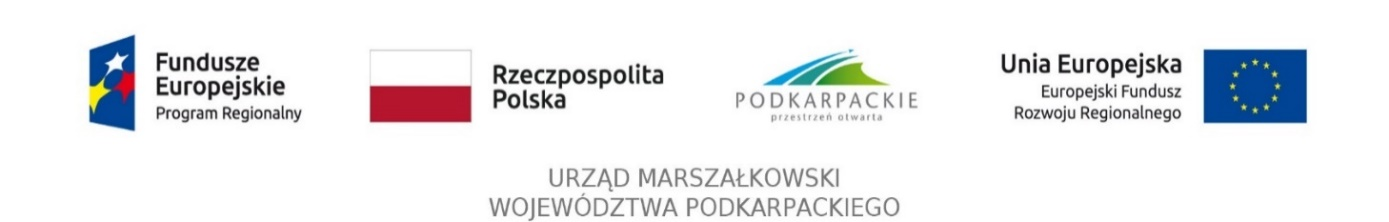 Fundusze
Europejskie
Program Regionalny
Rzeczpospolita
Polska
PODKARPACKIE
przestrzeń otwarta
Unia Europejska
Europejski Fundusz
Rozwoju Regionalnego
URZĄD MARSZAŁKOWSKI
WOJEWÓDZTWA PODKARPACKIEGO